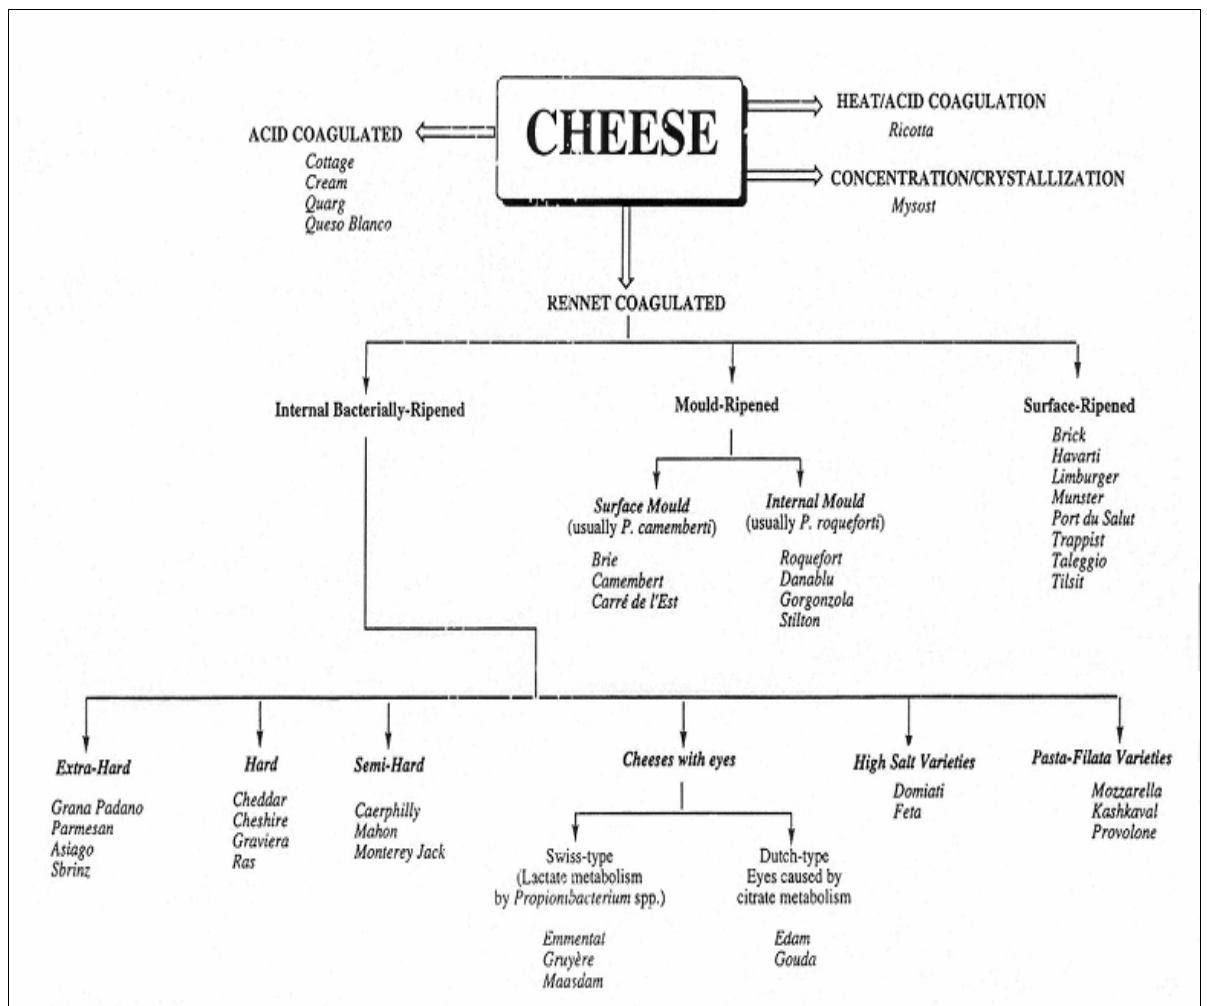 CHEESE
ACID COAGULATED
Cottage
Cream
Quarg
Queso Blanco
HEAT/ACID COAGULATION
Ricotta
CONCENTRATION/CRYSTALLIZATION
Mysost
RENNET COAGULATED
Internal Bacterially-Ripened
Mould-Ripened
Surface-Ripened
Brick
Havarti
Limburger
Munster
Port du Salut
Trappist
Taleggio
Tilsit
Surface Mould
(usually P. camemberti)
Brie
Camembert
Carré de l'Est
Internal Mould
(usually P. roqueforti)
Roquefort
Danablu
Gorgonzola
Stilton
Extra-Hard
Grana Padano
Parmesan
Asiago
Sbrinz
Hard
Cheddar
Cheshire
Graviera
Ras
Semi-Hard
Caerphilly
Mahon
Monterey Jack
Cheeses with eyes
Swiss-type
(Lactate metabolism
by Propionibacterium spp.)
Emmental
Gruyère
Maasdam
Dutch-type
Eyes caused by
citrate metabolism
Edam
Gouda
High Salt Varieties
Domiati
Feta
Pasta-Filata Varieties
Mozzarella
Kashkaval
Provolone